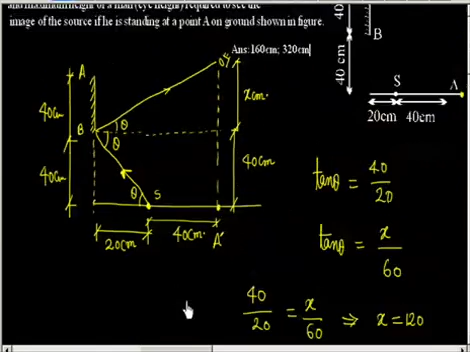 and maximum height of a man (eye height) required to see the
image of the source if he is standing at a point A on ground shown in figure.
Ans:160cm; 320cm
40
B
40 cm
S A
20cm 40cm
A
40cm
B
40cm
θ
θ
θ
S
20cm
40cm
A
x cm
40cm
tanθ = 40/20
tanθ = x/60
40/20 = x/60 ⇒ x = 120